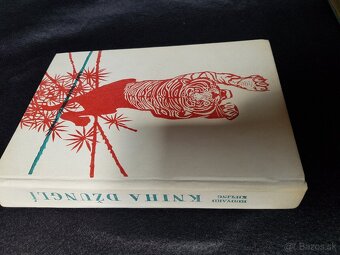 RUDYARD
KIPLING
KNIHA DŽUNGLÍ
Bazos.sk